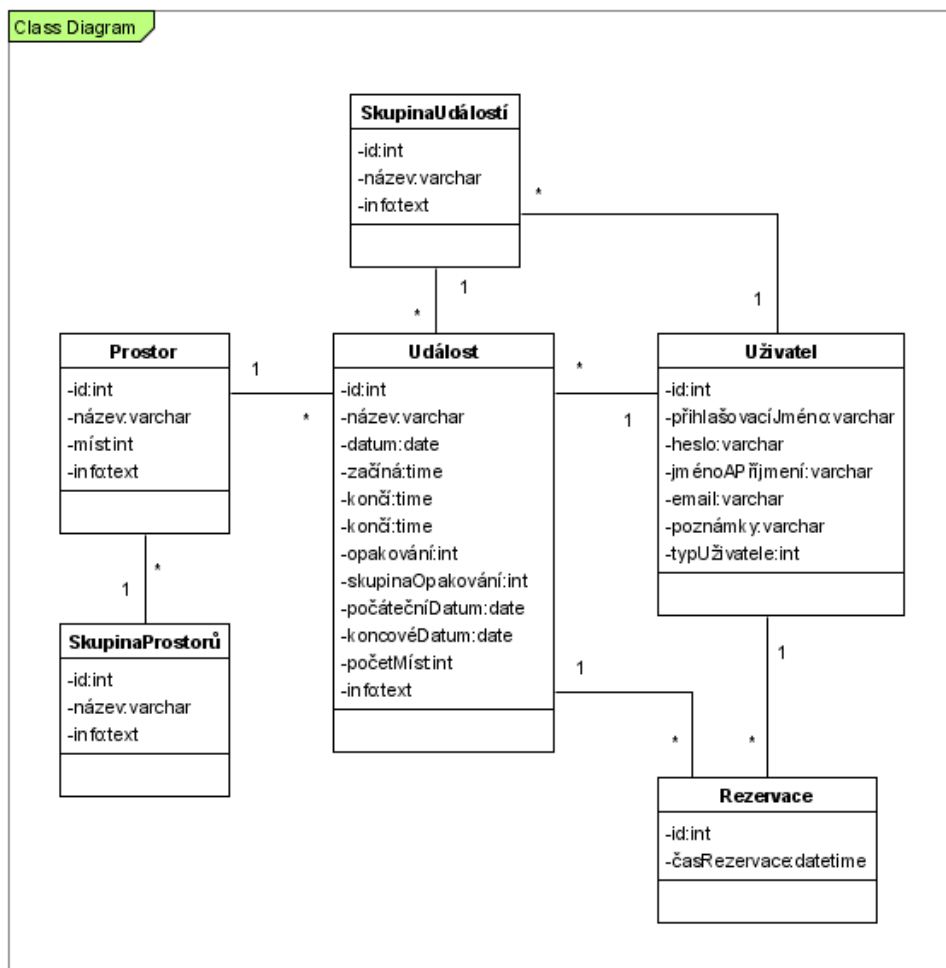 Class Diagram
SkupinaUdálostí
-id:int
-název:varchar
-info:text
*
1
1
*
Prostor
-id:int
-název:varchar
-míst:int
-info:text
1
*
Událost
-id:int
-název:varchar
-datum:date
-začíná:time
-končí:time
-končí:time
-opakování:int
-skupinaOpakování:int
-počátečníDatum:date
-koncovéDatum:date
-početMíst:int
-info:text
*
1
Uživatel
-id:int
-přihlašovacíJméno:varchar
-heslo:varchar
-jménoAPříjmení:varchar
-email:varchar
-poznámky:varchar
-typUživatele:int
*
1
SkupinaProstorů
-id:int
-název:varchar
-info:text
1
*
1
*
Rezervace
-id:int
-časRezervace:datetime